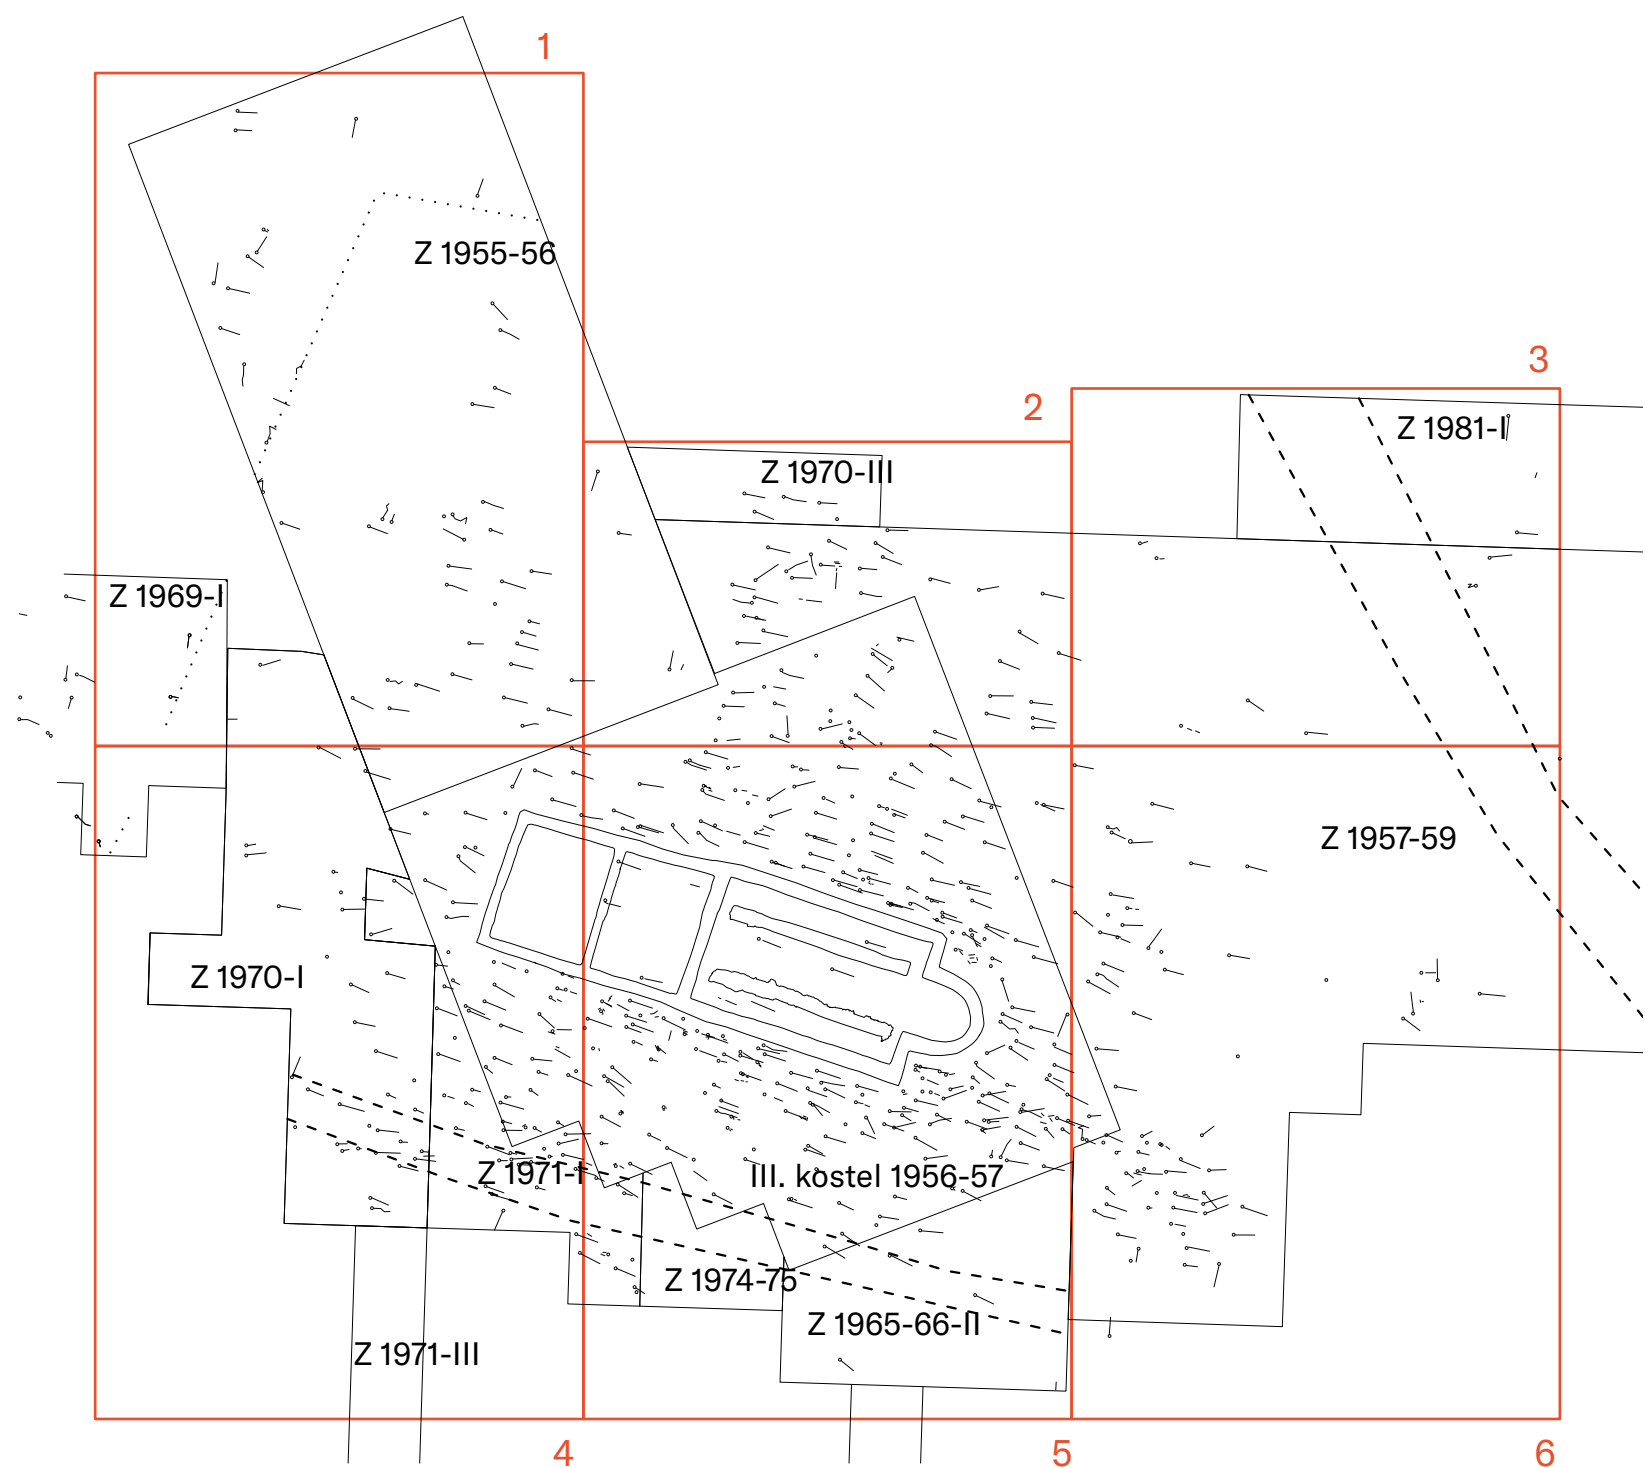 1
Z 1955-56
3
2
Z 1981-I
Z 1970-III
Z 1969-I
Z 1957-59
Z 1970-I
Z 1971-I
III. kostel 1956-57
Z 1974-75
Z 1965-66-II
Z 1971-III
4
5
6